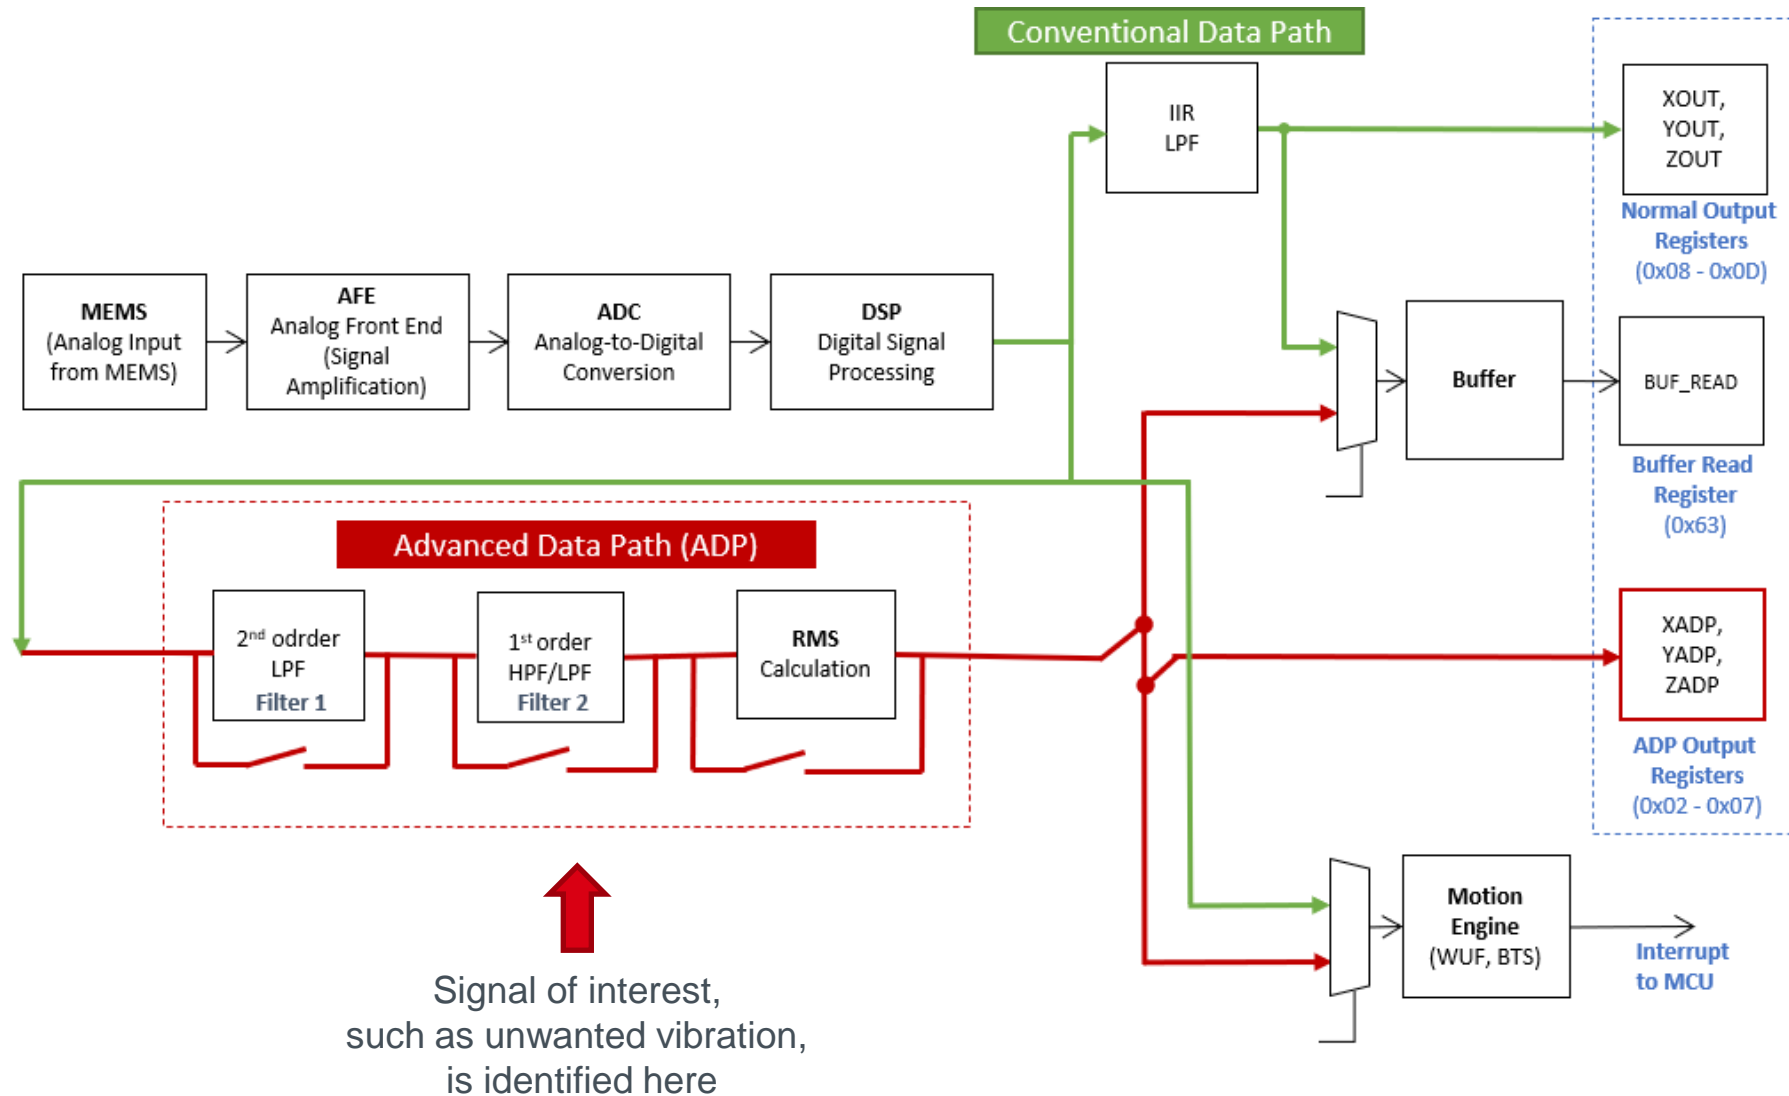 Conventional Data Path
IIR
LPF
XOUT,
YOUT,
ZOUT
Normal Output
Registers
(0x08 - 0x0D)
MEMS
(Analog Input
from MEMS)
AFE
Analog Front End
(Signal
Amplification)
ADC
Analog-to-Digital
Conversion
DSP
Digital Signal
Processing
Buffer
BUF_READ
Buffer Read
Register
(0x63)
Advanced Data Path (ADP)
2nd odrder
LPF
Filter 1
1st order
HPF/LPF
Filter 2
RMS
Calculation
XADP,
YADP,
ZADP
ADP Output
Registers
(0x02 - 0x07)
Motion
Engine
(WUF, BTS)
Interrupt
to MCU
Signal of interest,
such as unwanted vibration,
is identified here